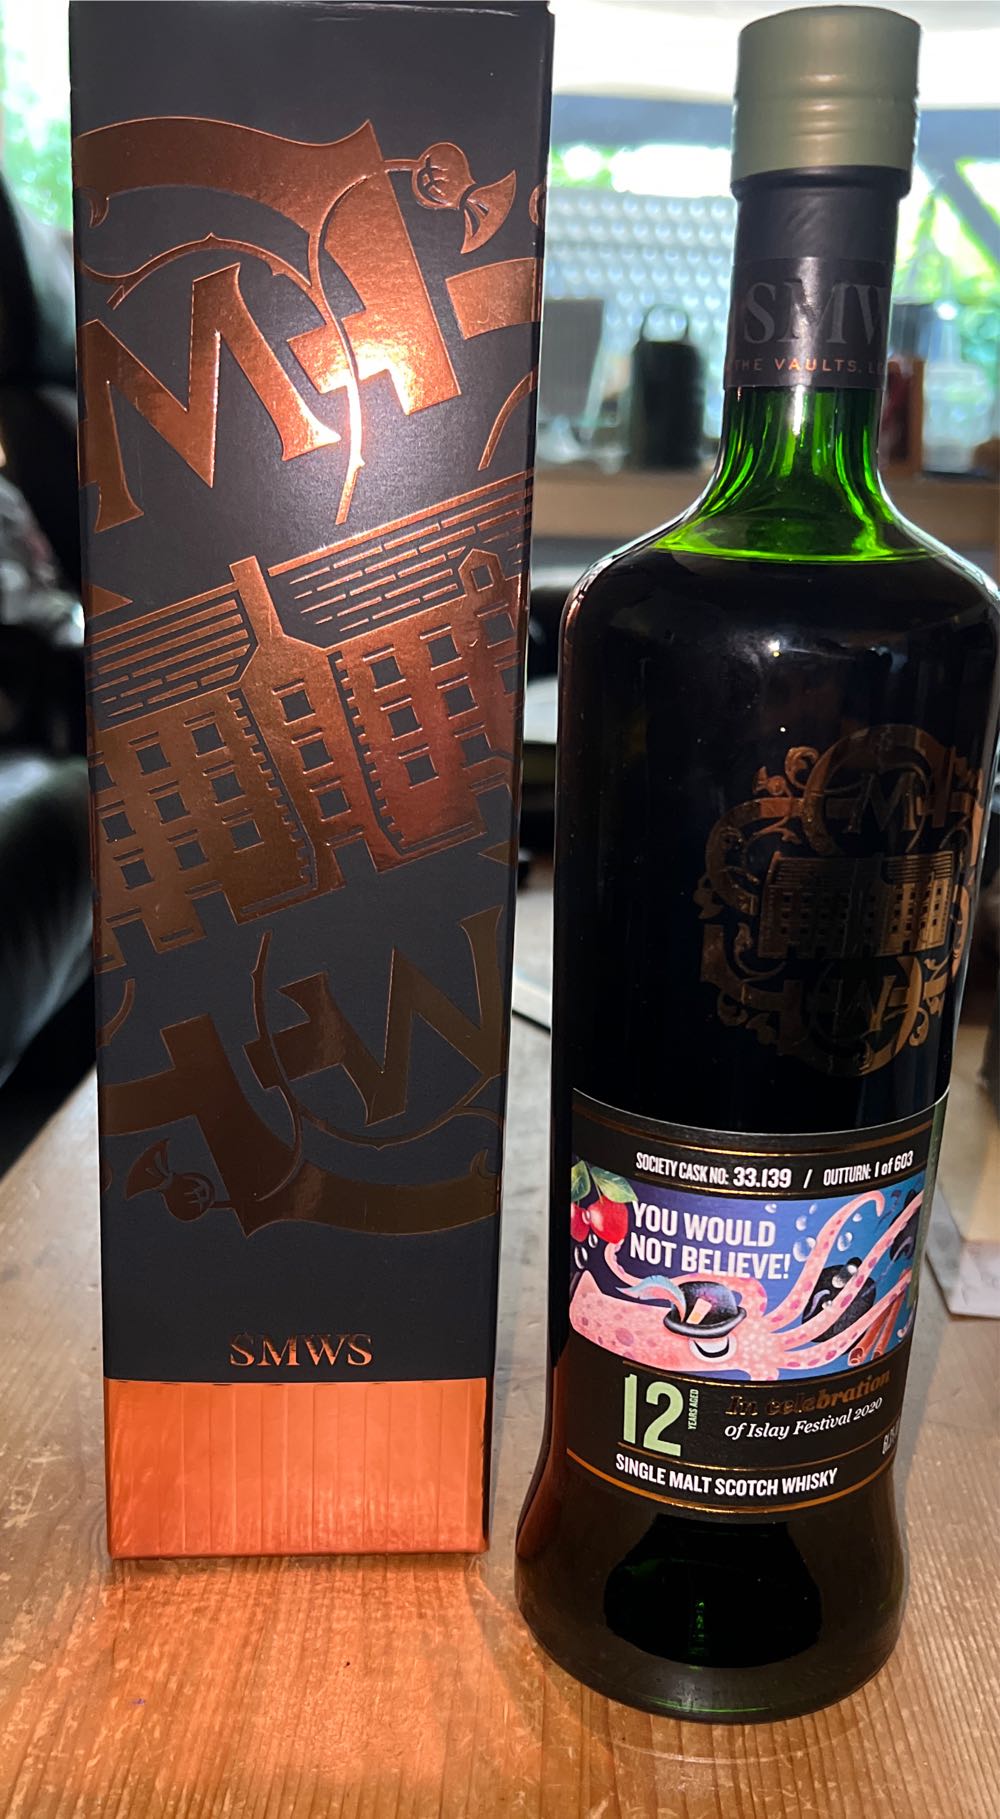 SMWS
SMW
THE VAULTS, LE
SOCIETY CASK NO: 33.139 / OUTTURN: 1 of 603
YOU WOULD
NOT BELIEVE!
12 YEARS AGED
In celebration
of Islay Festival 2020
SINGLE MALT SCOTCH WHISKY